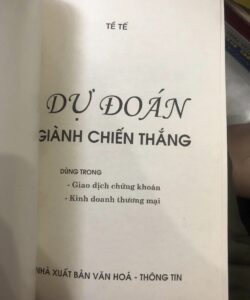 TỀ TẾ
DỰ ĐOÁN
GIÀNH CHIẾN THẮNG
DÙNG TRONG
- Giao dịch chứng khoán
- Kinh doanh thương mại
NHÀ XUẤT BẢN VĂN HOÁ - THÔNG TIN